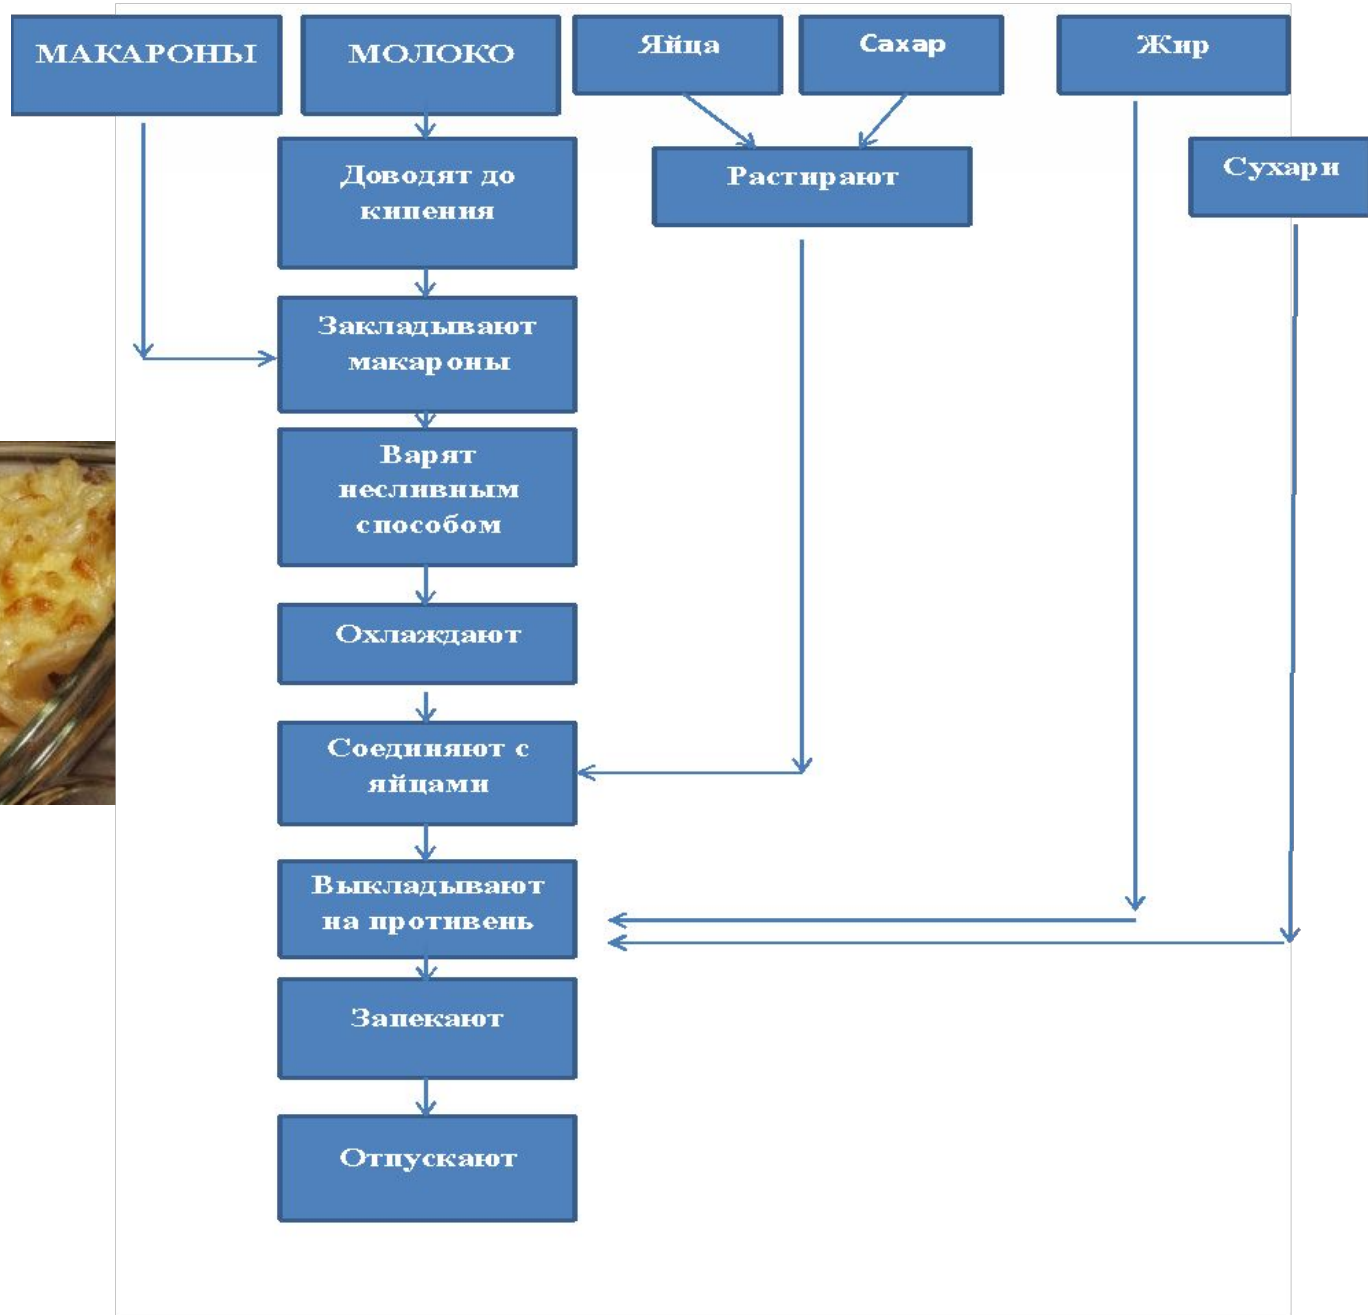 МАКАРОНЫ
МОЛОКО
Яйца
Сахар
Жир
Сухари
Доводят до
кипения
Растирают
Закладывают
макароны
Варят
несливным
способом
Охлаждают
Соединяют с
яйцами
Выкладывают
на противень
Запекают
Отпускают